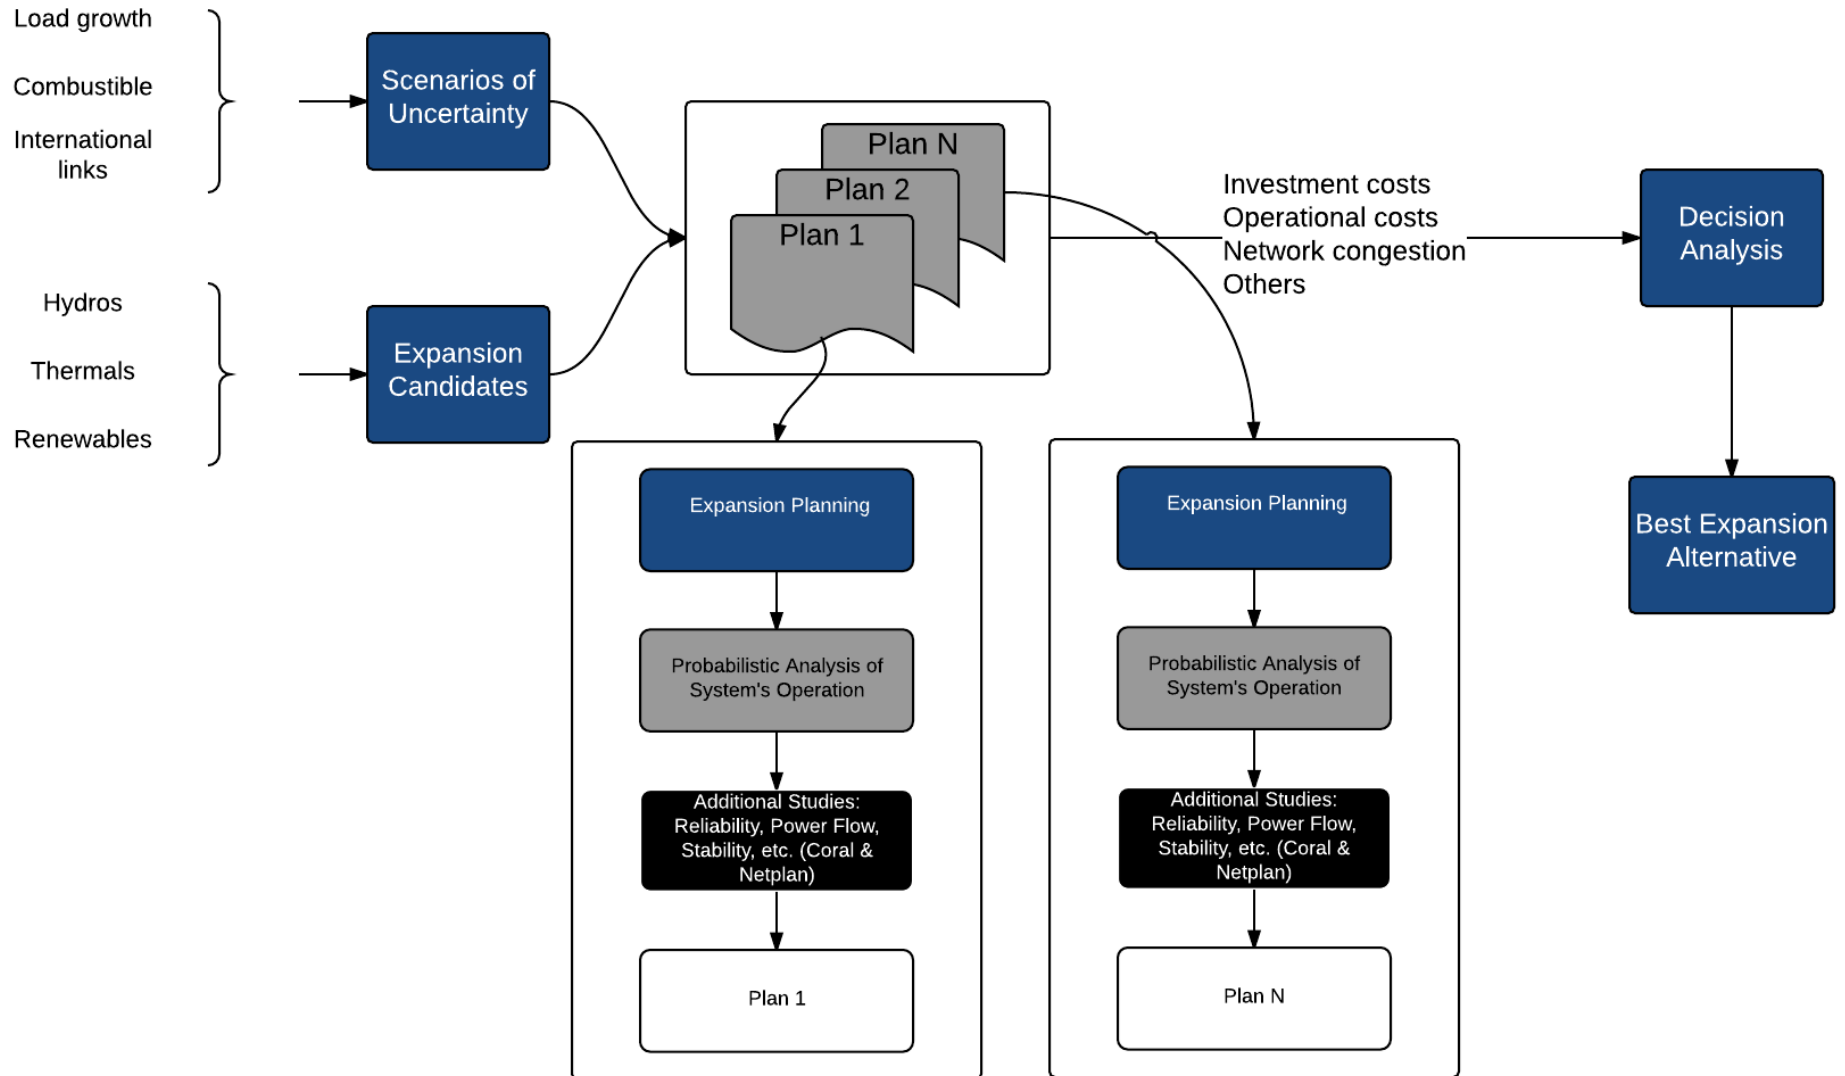 Load growth
Combustible
International
links
Scenarios of
Uncertainty
Hydros
Thermals
Renewables
Expansion
Candidates
Plan N
Plan 2
Plan 1
Investment costs
Operational costs
Network congestion
Others
Decision
Analysis
Best Expansion
Alternative
Expansion Planning
Probabilistic Analysis of
System's Operation
Additional Studies:
Reliability, Power Flow,
Stability, etc. (Coral &
Netplan)
Plan 1
Expansion Planning
Probabilistic Analysis of
System's Operation
Additional Studies:
Reliability, Power Flow,
Stability, etc. (Coral &
Netplan)
Plan N